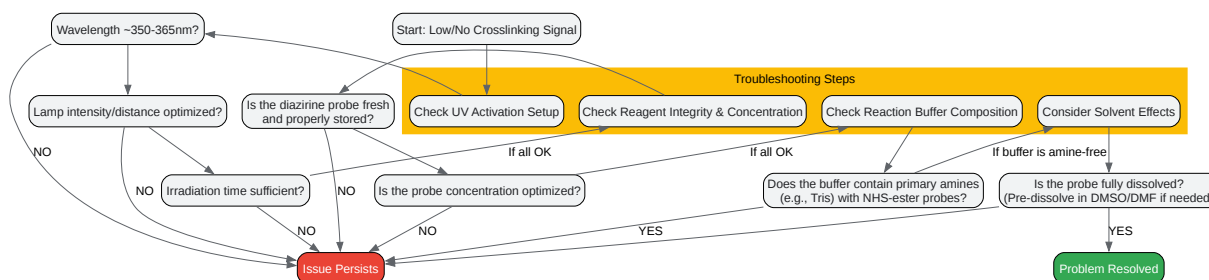 Wavelength ~350-365nm?
Start: Low/No Crosslinking Signal
Troubleshooting Steps
Lamp intensity/distance optimized?
Is the diazirine probe fresh
and properly stored?
Check UV Activation Setup
Check Reagent Integrity & Concentration
Check Reaction Buffer Composition
Consider Solvent Effects
NO
If all OK
If all OK
If buffer is amine-free
NO
Irradiation time sufficient?
NO
Is the probe concentration optimized?
Does the buffer contain primary amines
(e.g., Tris) with NHS-ester probes?
Is the probe fully dissolved?
(Pre-dissolve in DMSO/DMF if needed
NO
NO
YES
YES
Issue Persists
Problem Resolved